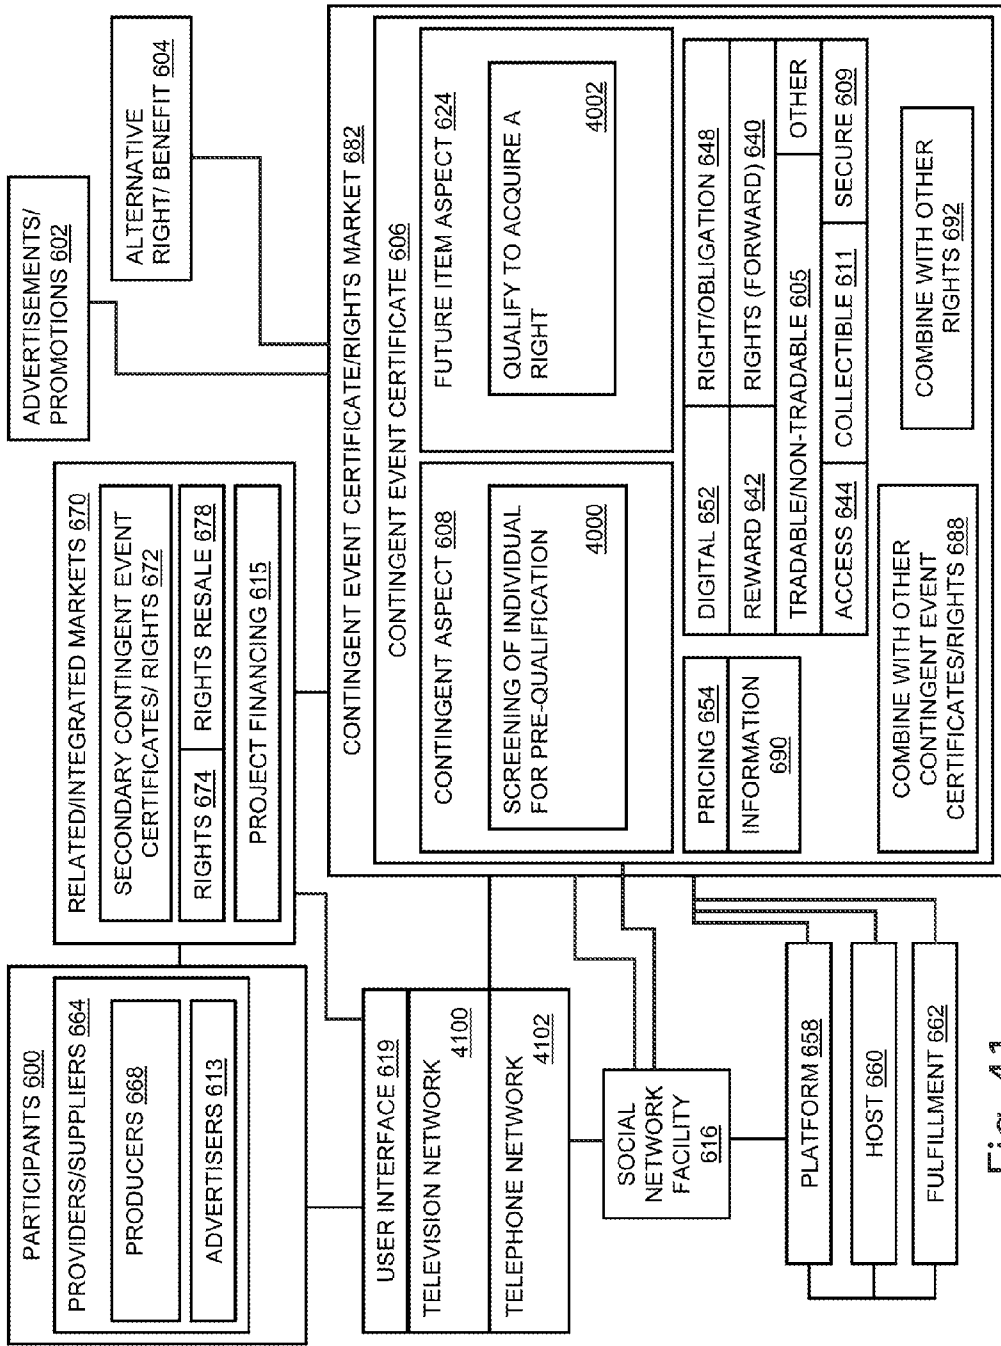 PARTICIPANTS 600
PROVIDERS/SUPPLIERS 664
PRODUCERS 668
ADVERTISERS 613
RELATED/INTEGRATED MARKETS 670
SECONDARY CONTINGENT EVENT
CERTIFICATES/ RIGHTS 672
RIGHTS 674
RIGHTS RESALE 678
PROJECT FINANCING 615
ADVERTISEMENTS/
PROMOTIONS 602
ALTERNATIVE
RIGHT/ BENEFIT 604
USER INTERFACE 619
TELEVISION NETWORK
4100
TELEPHONE NETWORK
4102
SOCIAL
NETWORK
FACILITY
616
PLATFORM 658
HOST 660
FULFILLMENT 662
CONTINGENT EVENT CERTIFICATE/RIGHTS MARKET 682
CONTINGENT EVENT CERTIFICATE 606
CONTINGENT ASPECT 608
SCREENING OF INDIVIDUAL
FOR PRE-QUALIFICATION
4000
FUTURE ITEM ASPECT 624
QUALIFY TO ACQUIRE A
RIGHT
4002
PRICING 654
INFORMATION
690
DIGITAL 652
RIGHT/OBLIGATION 648
REWARD 642
RIGHTS (FORWARD) 640
TRADABLE/NON-TRADABLE 605
OTHER
ACCESS 644
COLLECTIBLE 611
SECURE 609
COMBINE WITH OTHER
CONTINGENT EVENT
CERTIFICATES/RIGHTS 688
COMBINE WITH OTHER
RIGHTS 692
Fig. 41